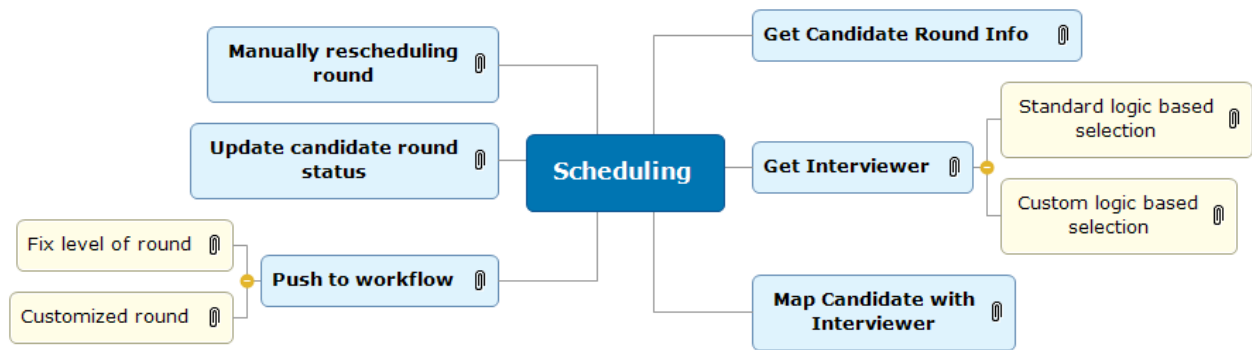 Manually rescheduling
round
Update candidate round
status
Fix level of round
Customized round
Push to workflow
Scheduling
Get Candidate Round Info
Get Interviewer
Standard logic based
selection
Custom logic based
selection
Map Candidate with
Interviewer